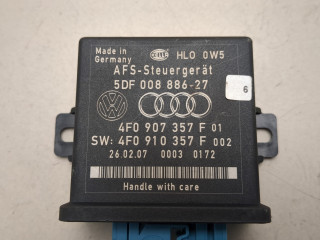 Made in
Germany
HELLA HL0 0W5
AFS-Steuergerät
5DF 008 886-27
6
4F0 907 357 F 01
SW: 4F0 910 357 F 002
26.02.07 0003 0172
Handle with care